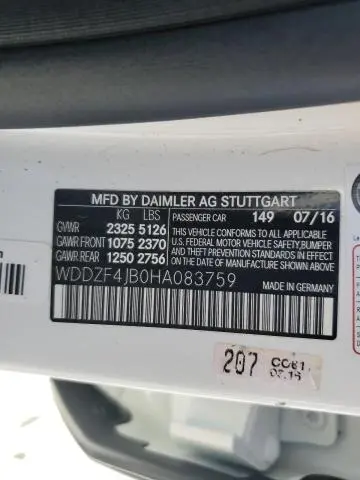 MFD BY DAIMLER AG STUTTGART
KG LBS PASSENGER CAR 149 07/16
GVWR 2325 5126
GAWR FRONT 1075 2370
GAWR REAR 1250 2756
THIS VEHICLE CONFORMS TO ALL APPLICABLE
U.S. FEDERAL MOTOR VEHICLE SAFETY, BUMPER
AND THEFT PREVENTION STANDARDS IN EFFECT
ON THE DATE OF MANUFACTURE SHOWN ABOVE.
WDDZF4JB0HA083759
MADE IN GERMANY
207